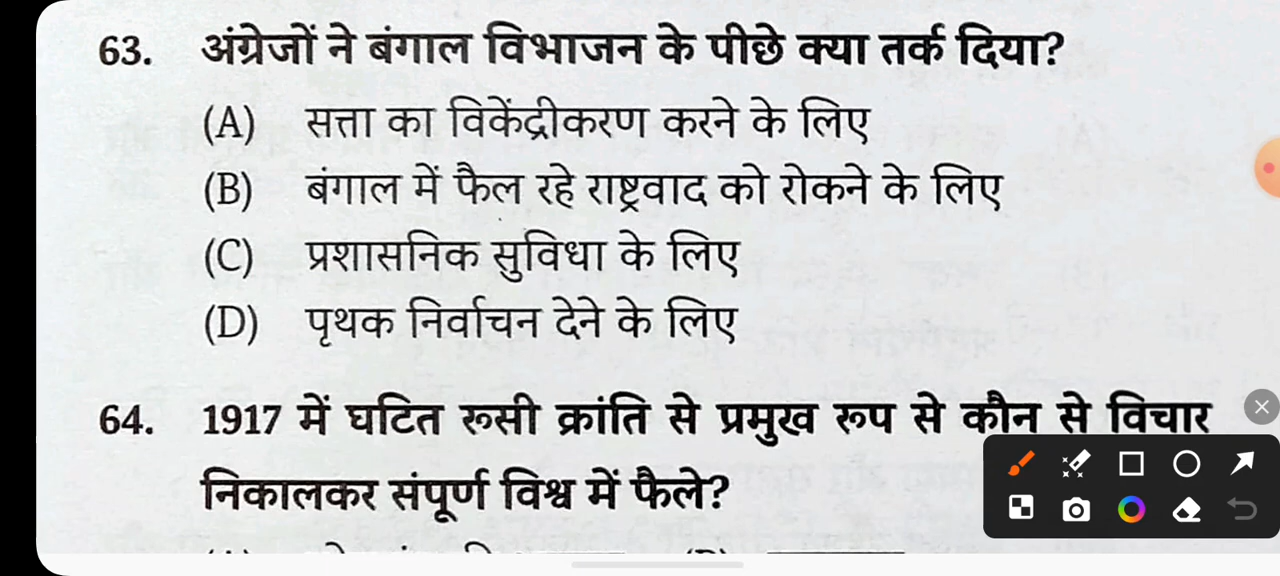 63. अंग्रेजों ने बंगाल विभाजन के पीछे क्या तर्क दिया?
(A) सत्ता का विकेंद्रीकरण करने के लिए
(B) बंगाल में फैल रहे राष्ट्रवाद को रोकने के लिए
(C) प्रशासनिक सुविधा के लिए
(D) पृथक निर्वाचन देने के लिए
64. 1917 में घटित रूसी क्रांति से प्रमुख रूप से कौन से विचार
निकालकर संपूर्ण विश्व में फैले?